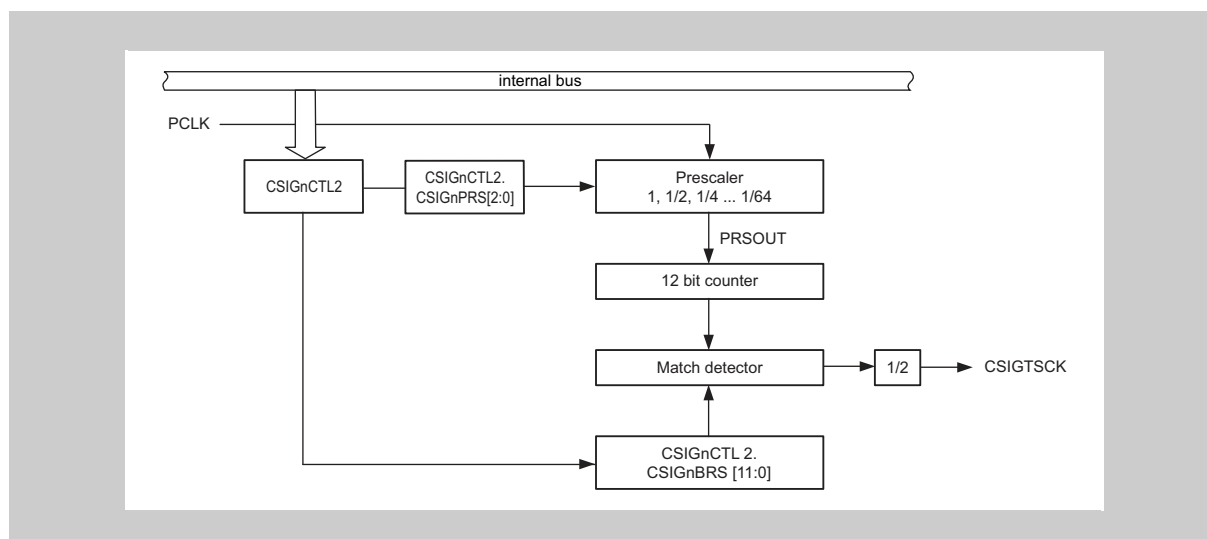 internal bus
PCLK
CSIGnCTL2
CSIGnCTL2.
CSIGnPRS[2:0]
Prescaler
1, 1/2, 1/4 ... 1/64
PRSOUT
12 bit counter
Match detector
1/2
CSIGTSCK
CSIGnCTL 2.
CSIGnBRS [11:0]